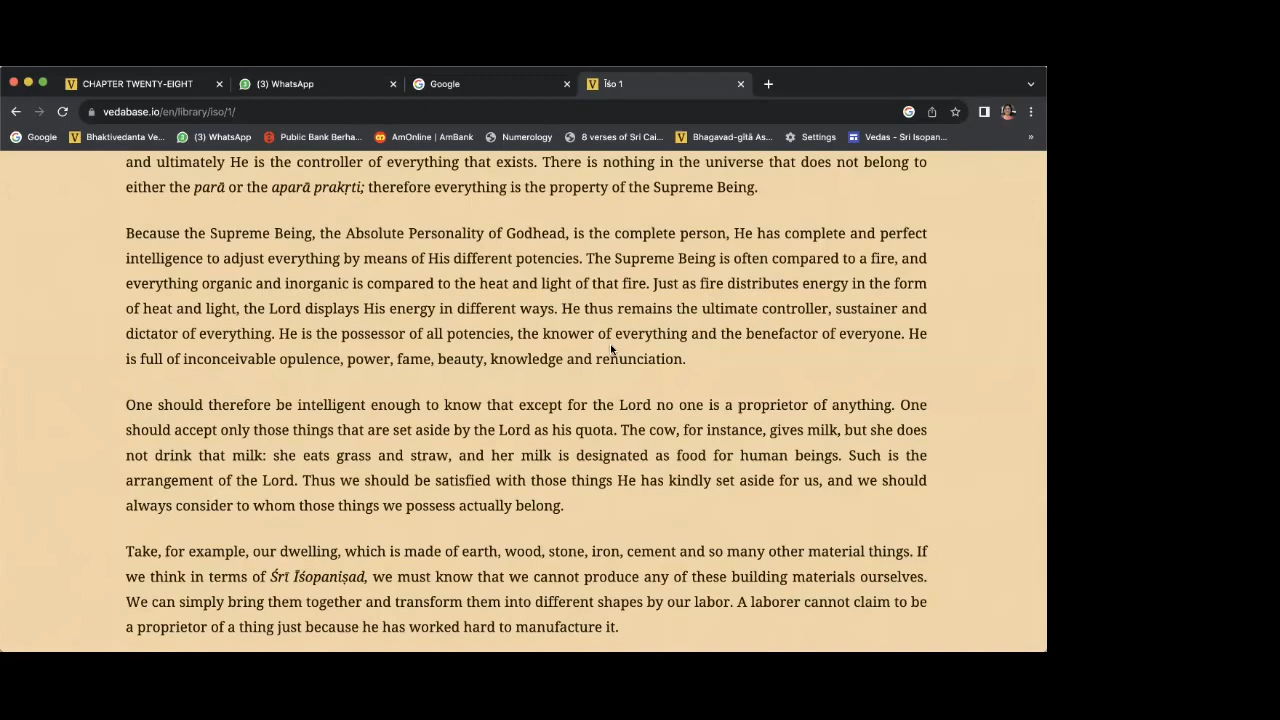 CHAPTER TWENTY-EIGHT
(3) WhatsApp
Google
Īśo 1
vedabase.io/en/library/iso/1/
Google
Bhaktivedanta Ve...
(3) WhatsApp
Public Bank Berha...
AmOnline | AmBank
Numerology
8 verses of Sri Cai...
Bhagavad-gītā As...
Settings
Vedas - Sri Isopan...
»
and ultimately He is the controller of everything that exists. There is nothing in the universe that does not belong to
either the parā or the aparā prakṛti; therefore everything is the property of the Supreme Being.
Because the Supreme Being, the Absolute Personality of Godhead, is the complete person, He has complete and perfect
intelligence to adjust everything by means of His different potencies. The Supreme Being is often compared to a fire, and
everything organic and inorganic is compared to the heat and light of that fire. Just as fire distributes energy in the form
of heat and light, the Lord displays His energy in different ways. He thus remains the ultimate controller, sustainer and
dictator of everything. He is the possessor of all potencies, the knower of everything and the benefactor of everyone. He
is full of inconceivable opulence, power, fame, beauty, knowledge and renunciation.
One should therefore be intelligent enough to know that except for the Lord no one is a proprietor of anything. One
should accept only those things that are set aside by the Lord as his quota. The cow, for instance, gives milk, but she does
not drink that milk: she eats grass and straw, and her milk is designated as food for human beings. Such is the
arrangement of the Lord. Thus we should be satisfied with those things He has kindly set aside for us, and we should
always consider to whom those things we possess actually belong.
Take, for example, our dwelling, which is made of earth, wood, stone, iron, cement and so many other material things. If
we think in terms of Śrī Īśopaniṣad, we must know that we cannot produce any of these building materials ourselves.
We can simply bring them together and transform them into different shapes by our labor. A laborer cannot claim to be
a proprietor of a thing just because he has worked hard to manufacture it.